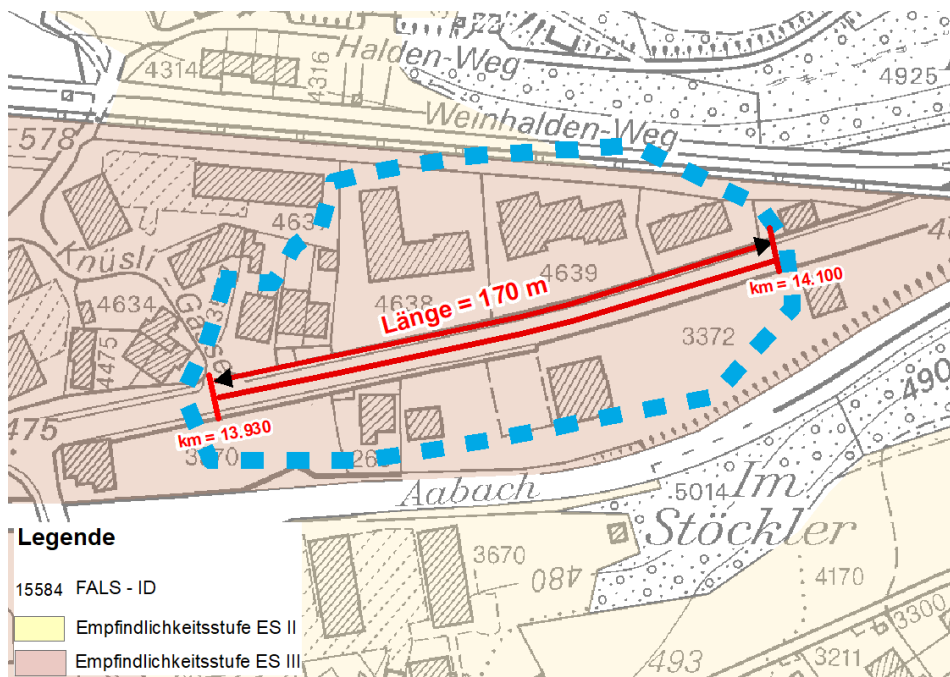 4314
4316
Halden-Weg
4925
Weinhalden-Weg
578
463
Knüsli
4634
4475
4638
4639
Länge = 170 m
km = 14.100
3372
490
475
km = 13.930
3370
26
Aabach
5014
Im
Stöckler
3670
480
4170
3300
3211
493
Legende
15584 FALS - ID
Empfindlichkeitsstufe ES II
Empfindlichkeitsstufe ES III